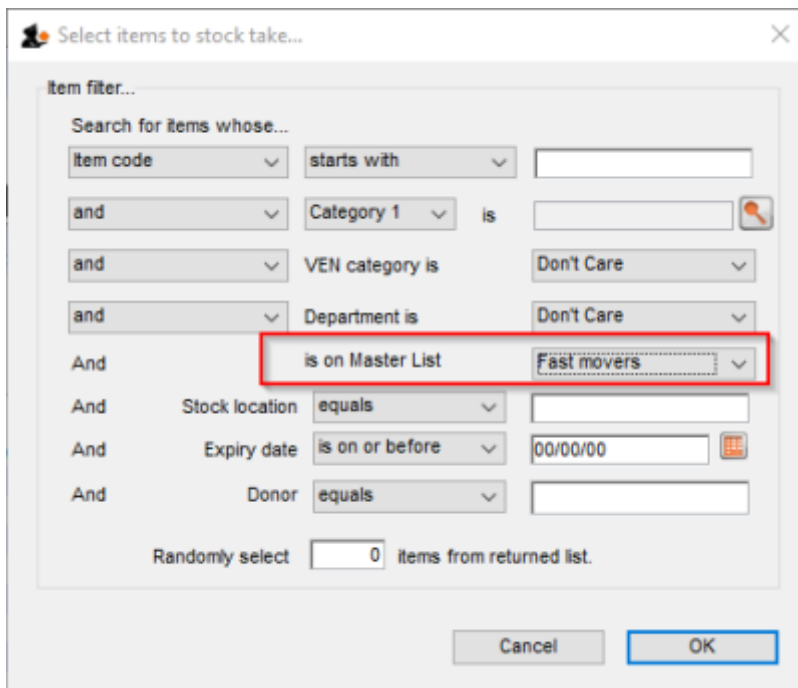 Select items to stock take...
Item filter...
Search for items whose...
Item code starts with
and Category 1 is
and VEN category is Don't Care
and Department is Don't Care
And is on Master List Fast movers
And Stock location equals
And Expiry date is on or before 00/00/00
And Donor equals
Randomly select 0 items from returned list.
Cancel OK